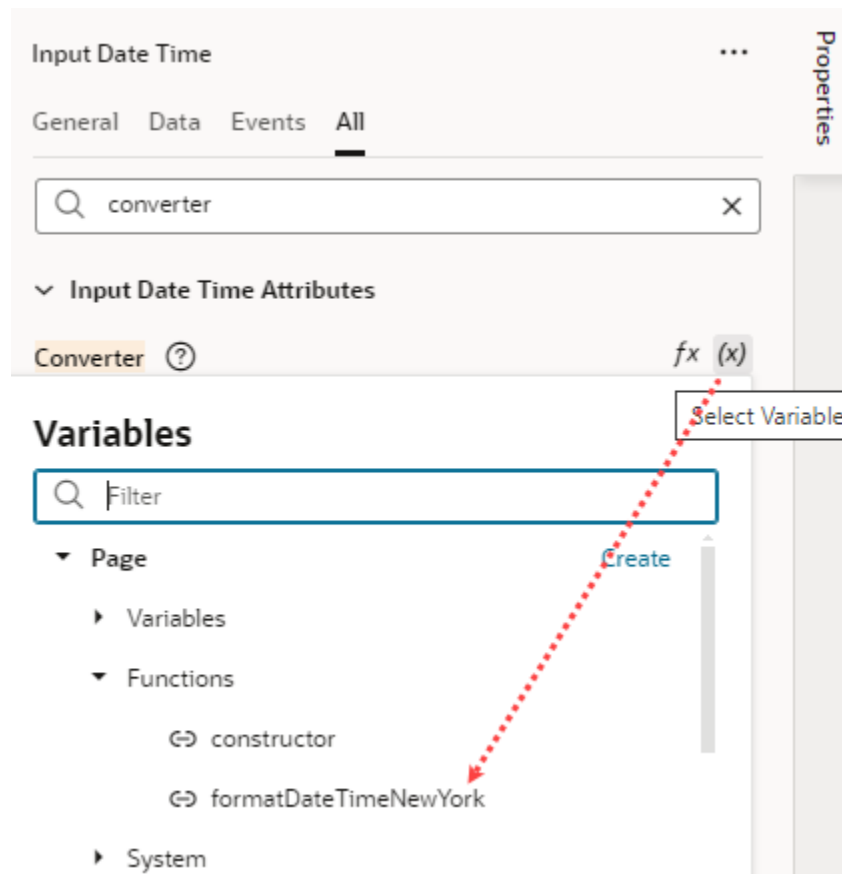 Input Date Time ...
Properties
General Data Events All
converter
Input Date Time Attributes
Converter ? fx (x)
Select Variable
Variables
Filter
Page Create
Variables
Functions
constructor
formatDateTimeNewYork
System